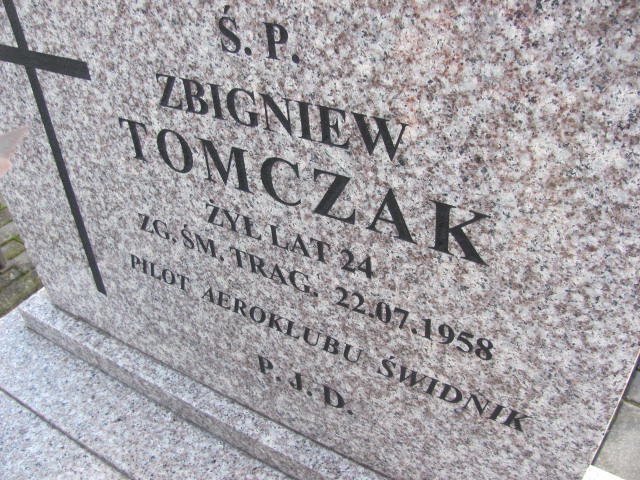 Ś.P.
ZBIGNIEW
TOMCZAK
ŻYŁ LAT 24
ZG. ŚM. TRAG. 22.07.1958
PILOT AEROKLUBU ŚWIDNIK
P.J.D.